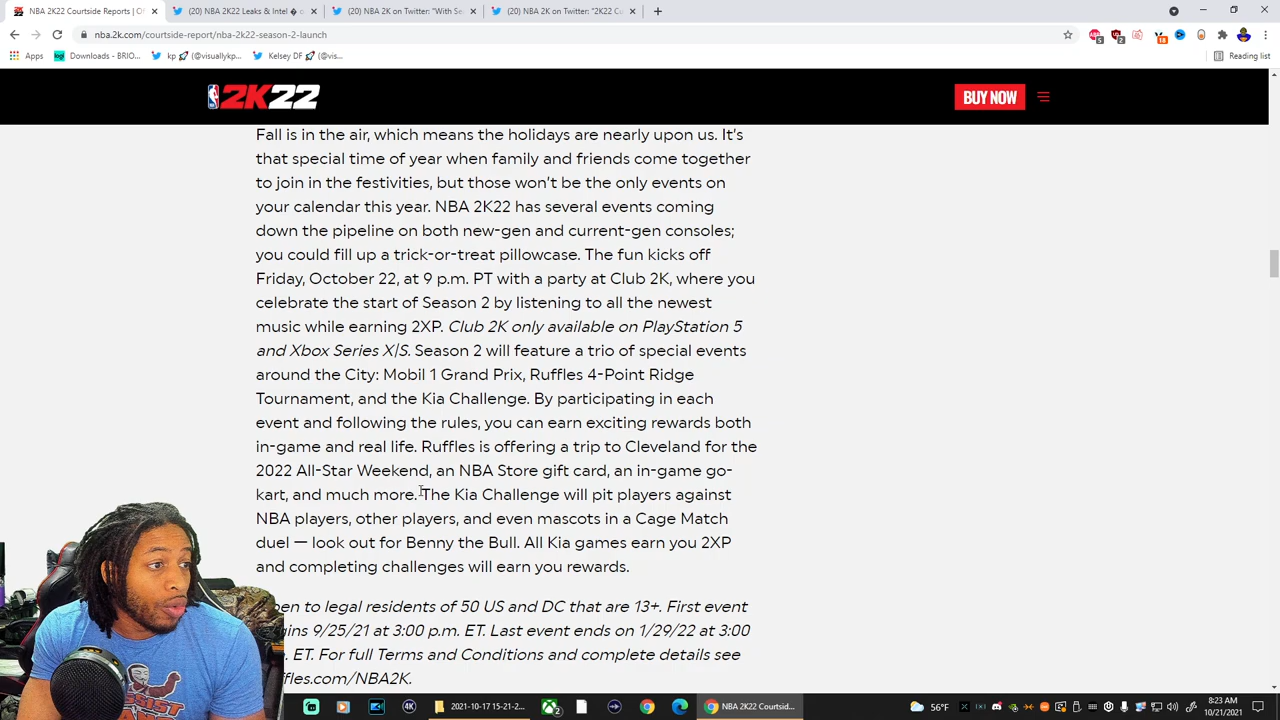 NBA 2K22 Courtside Reports | Of
(20) NBA 2K22 Leaks & Intel
(20) NBA 2K on Twitter: "With Se
(20) NBA 2K on Twitter: "2K22 Cu
nba.2k.com/courtside-report/nba-2k22-season-2-launch
Apps
Downloads - BRIO...
kp (@visuallykp...
Kelsey DF (@vis...
Reading list
2K22
BUY NOW
Fall is in the air, which means the holidays are nearly upon us. It's
that special time of year when family and friends come together
to join in the festivities, but those won't be the only events on
your calendar this year. NBA 2K22 has several events coming
down the pipeline on both new-gen and current-gen consoles;
you could fill up a trick-or-treat pillowcase. The fun kicks off
Friday, October 22, at 9 p.m. PT with a party at Club 2K, where you
celebrate the start of Season 2 by listening to all the newest
music while earning 2XP. Club 2K only available on PlayStation 5
and Xbox Series X|S. Season 2 will feature a trio of special events
around the City: Mobil 1 Grand Prix, Ruffles 4-Point Ridge
Tournament, and the Kia Challenge. By participating in each
event and following the rules, you can earn exciting rewards both
in-game and real life. Ruffles is offering a trip to Cleveland for the
2022 All-Star Weekend, an NBA Store gift card, an in-game go-
kart, and much more. The Kia Challenge will pit players against
NBA players, other players, and even mascots in a Cage Match
duel — look out for Benny the Bull. All Kia games earn you 2XP
and completing challenges will earn you rewards.
pen to legal residents of 50 US and DC that are 13+. First event
gins 9/25/21 at 3:00 p.m. ET. Last event ends on 1/29/22 at 3:00
ET. For full Terms and Conditions and complete details see
ffles.com/NBA2K.
2021-10-17 15-21-2...
NBA 2K22 Courtsid...
56°F
8:23 AM
10/21/2021